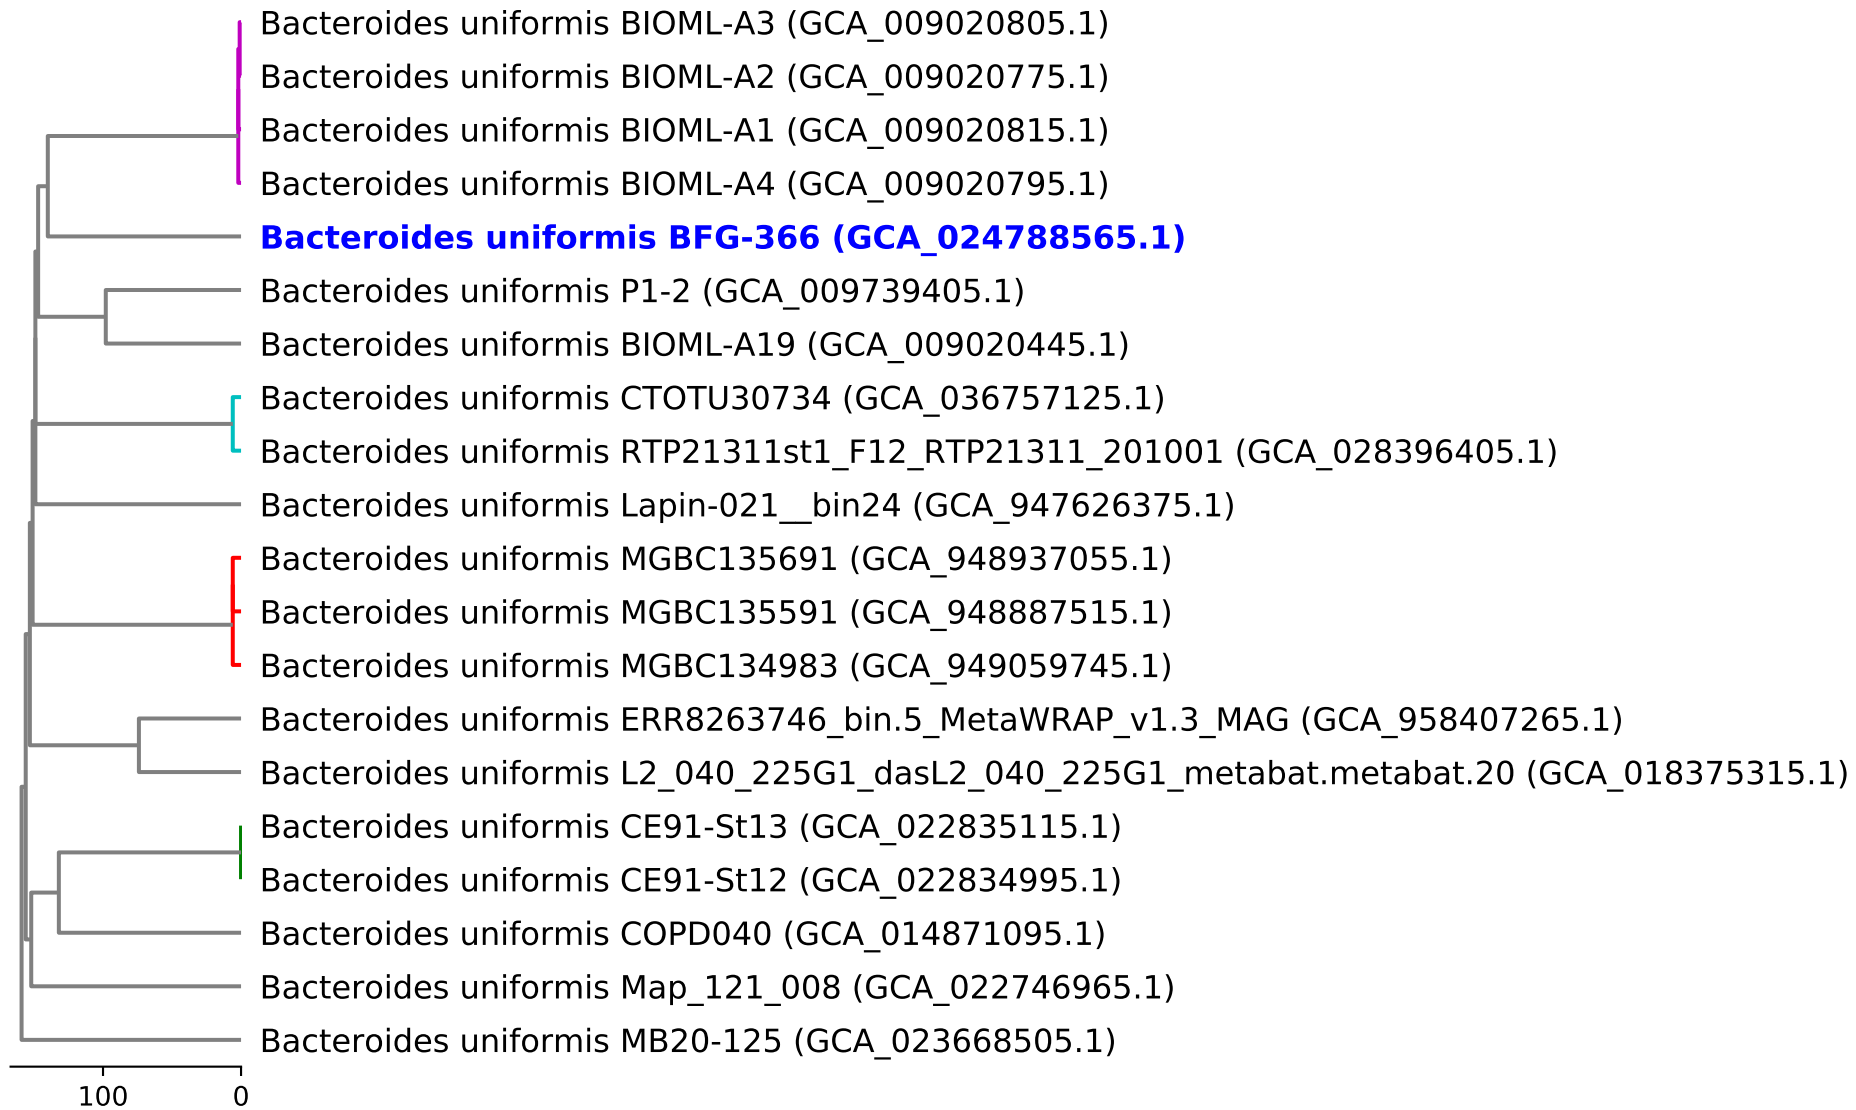 Bacteroides uniformis BIOML-A3 (GCA_009020805.1)
Bacteroides uniformis BIOML-A2 (GCA_009020775.1)
Bacteroides uniformis BIOML-A1 (GCA_009020815.1)
Bacteroides uniformis BIOML-A4 (GCA_009020795.1)
Bacteroides uniformis BFG-366 (GCA_024788565.1)
Bacteroides uniformis P1-2 (GCA_009739405.1)
Bacteroides uniformis BIOML-A19 (GCA_009020445.1)
Bacteroides uniformis CTOTU30734 (GCA_036757125.1)
Bacteroides uniformis RTP21311st1_F12_RTP21311_201001 (GCA_028396405.1)
Bacteroides uniformis Lapin-021__bin24 (GCA_947626375.1)
Bacteroides uniformis MGBC135691 (GCA_948937055.1)
Bacteroides uniformis MGBC135591 (GCA_948887515.1)
Bacteroides uniformis MGBC134983 (GCA_949059745.1)
Bacteroides uniformis ERR8263746_bin.5_MetaWRAP_v1.3_MAG (GCA_958407265.1)
Bacteroides uniformis L2_040_225G1_dasL2_040_225G1_metabat.metabat.20 (GCA_018375315.1)
Bacteroides uniformis CE91-St13 (GCA_022835115.1)
Bacteroides uniformis CE91-St12 (GCA_022834995.1)
Bacteroides uniformis COPD040 (GCA_014871095.1)
Bacteroides uniformis Map_121_008 (GCA_022746965.1)
Bacteroides uniformis MB20-125 (GCA_023668505.1)
100 0